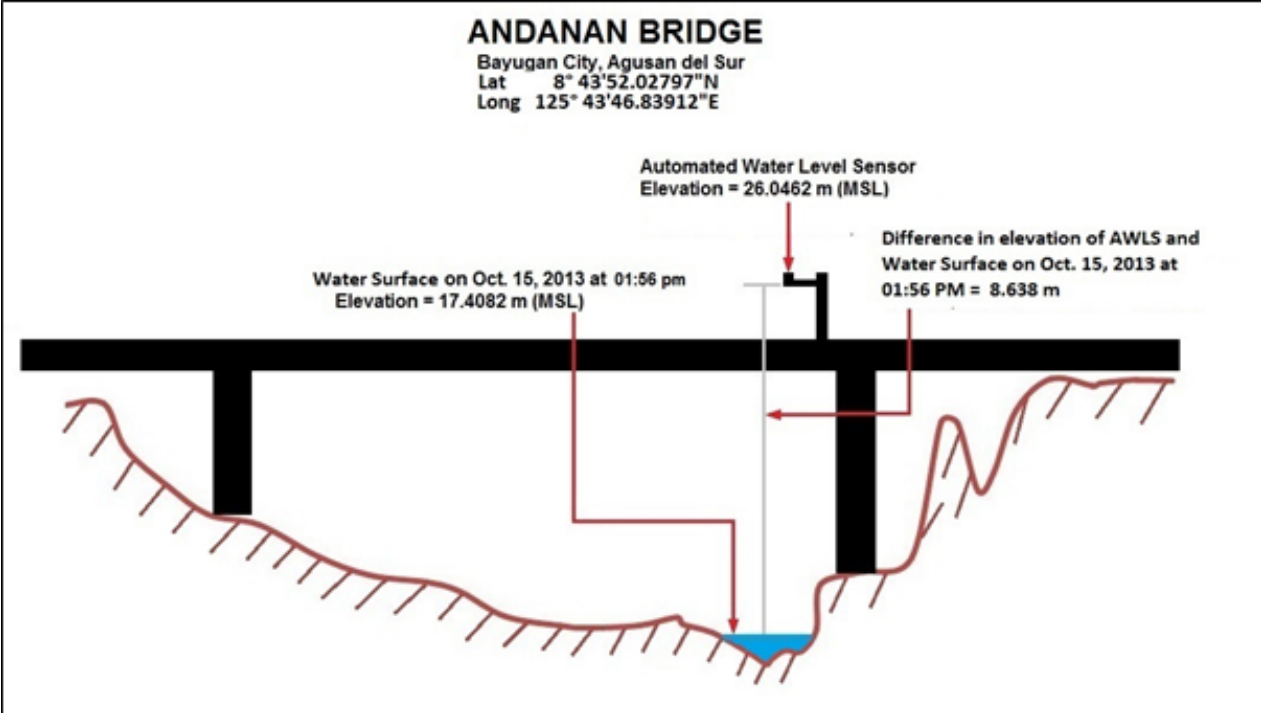 ANDANAN BRIDGE
Bayugan City, Agusan del Sur
Lat 8° 43'52.02797"N
Long 125° 43'46.83912"E
Automated Water Level Sensor
Elevation = 26.0462 m (MSL)
Difference in elevation of AWLS and
Water Surface on Oct. 15, 2013 at
01:56 PM = 8.638 m
Water Surface on Oct. 15, 2013 at 01:56 pm
Elevation = 17.4082 m (MSL)